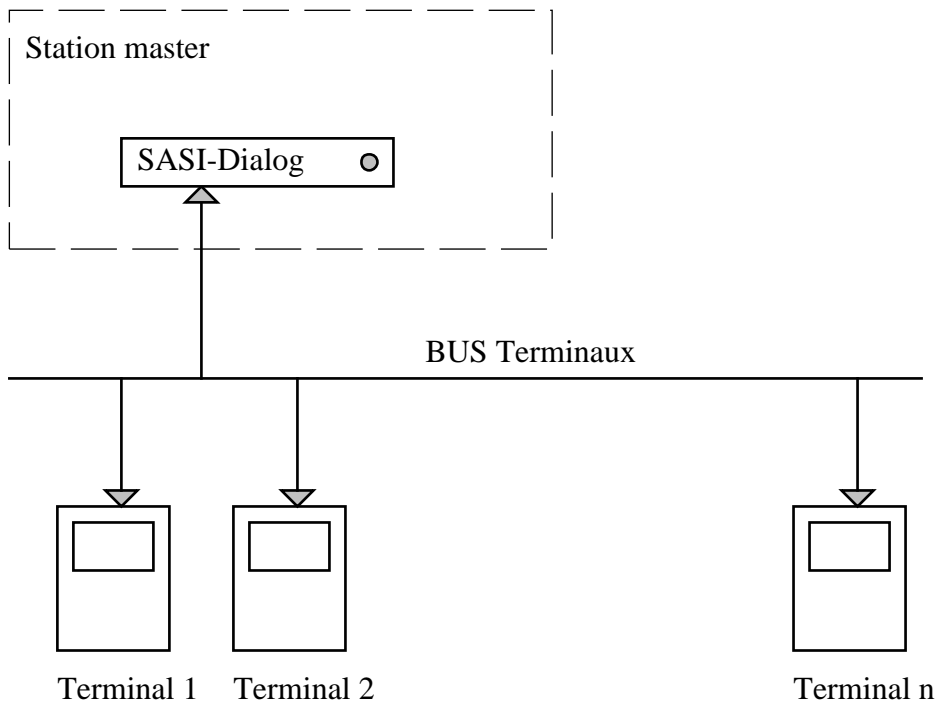 Station master
SASI-Dialog
BUS Terminaux
Terminal 1
Terminal 2
Terminal n